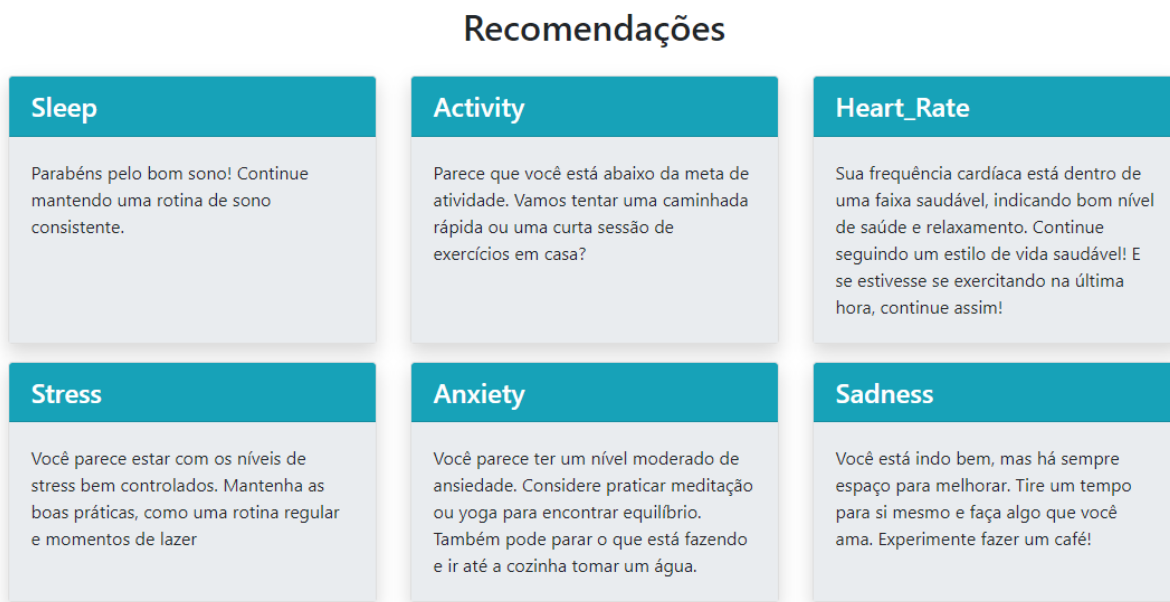 Recomendações
Sleep
Parabéns pelo bom sono! Continue
mantendo uma rotina de sono
consistente.
Activity
Parece que você está abaixo da meta de
atividade. Vamos tentar uma caminhada
rápida ou uma curta sessão de
exercícios em casa?
Heart_Rate
Sua frequência cardíaca está dentro de
uma faixa saudável, indicando bom nível
de saúde e relaxamento. Continue
seguindo um estilo de vida saudável! E
se estivesse se exercitando na última
hora, continue assim!
Stress
Você parece estar com os níveis de
stress bem controlados. Mantenha as
boas práticas, como uma rotina regular
e momentos de lazer
Anxiety
Você parece ter um nível moderado de
ansiedade. Considere praticar meditação
ou yoga para encontrar equilíbrio.
Também pode parar o que está fazendo
e ir até a cozinha tomar um água.
Sadness
Você está indo bem, mas há sempre
espaço para melhorar. Tire um tempo
para si mesmo e faça algo que você
ama. Experimente fazer um café!